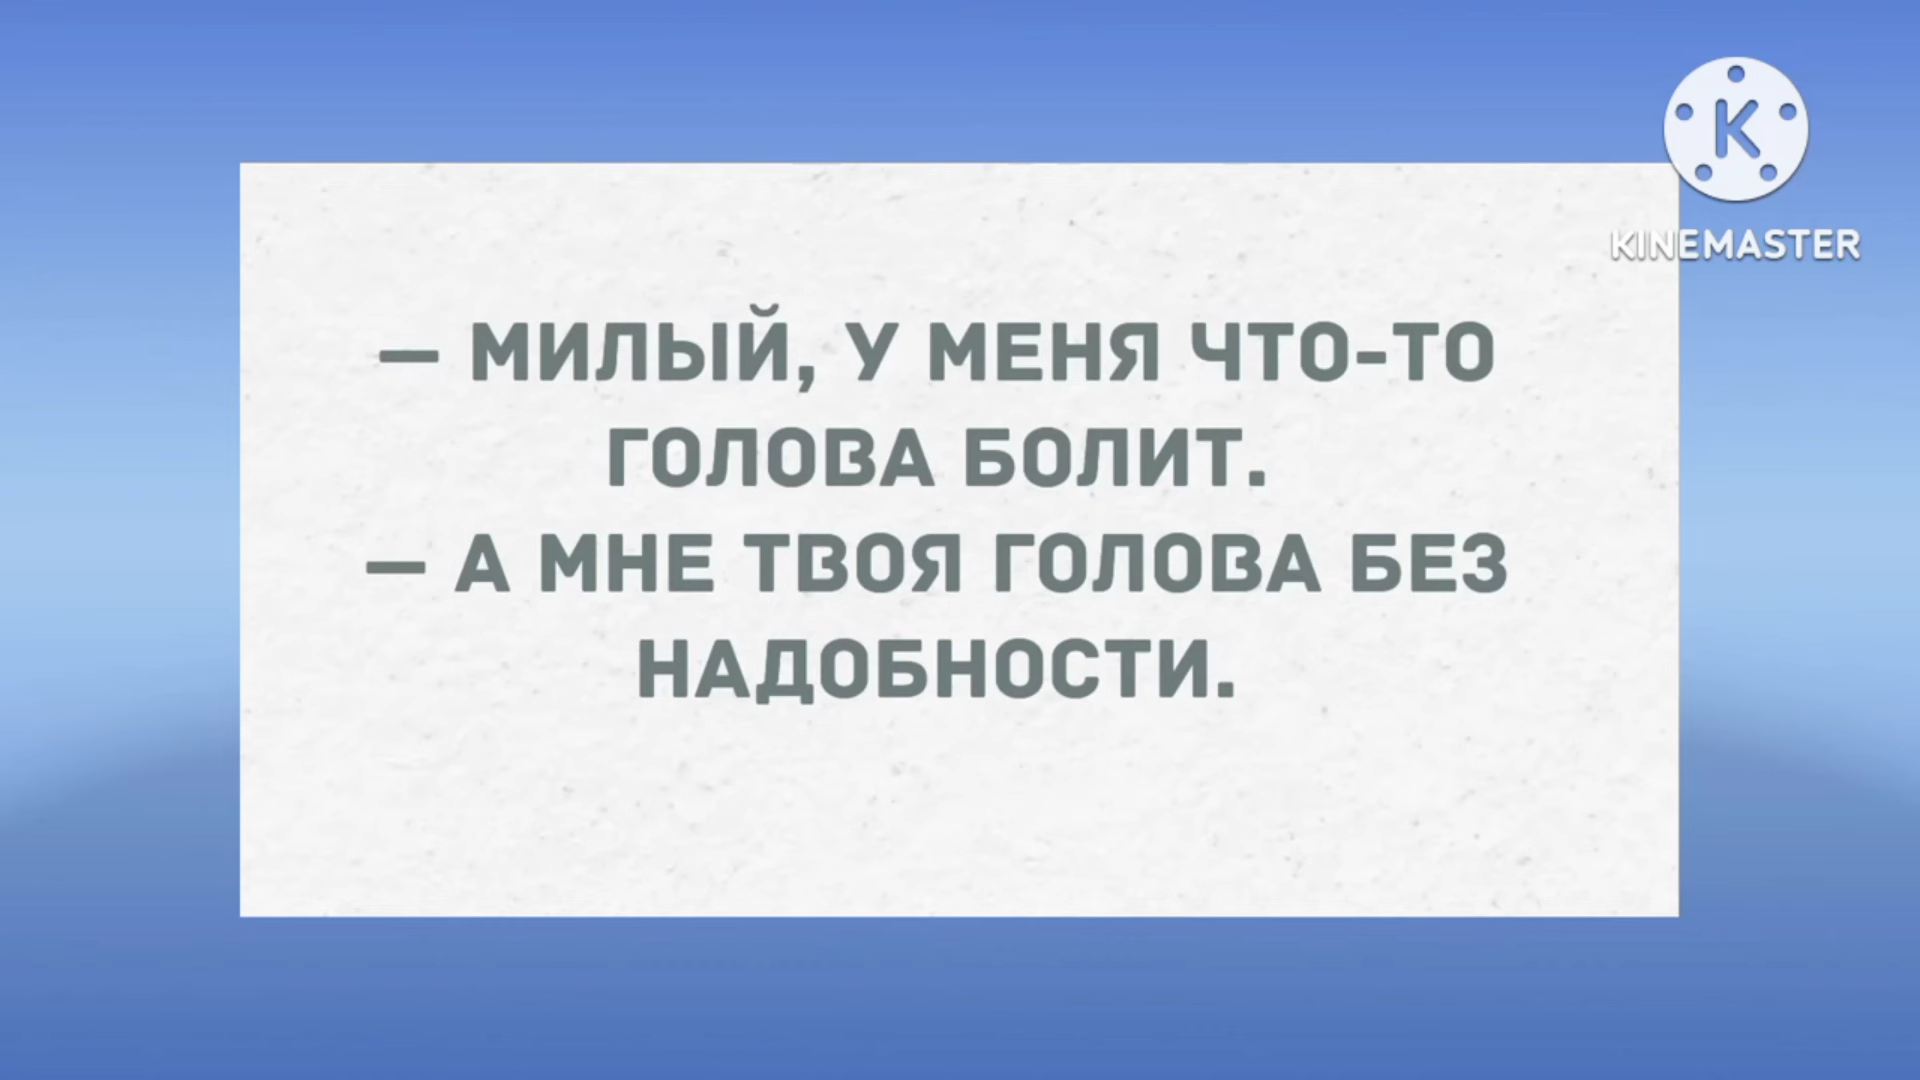 — МИЛЫЙ, У МЕНЯ ЧТО-ТО
ГОЛОВА БОЛИТ.
— А МНЕ ТВОЯ ГОЛОВА БЕЗ
НАДОБНОСТИ.
K
KINEMASTER